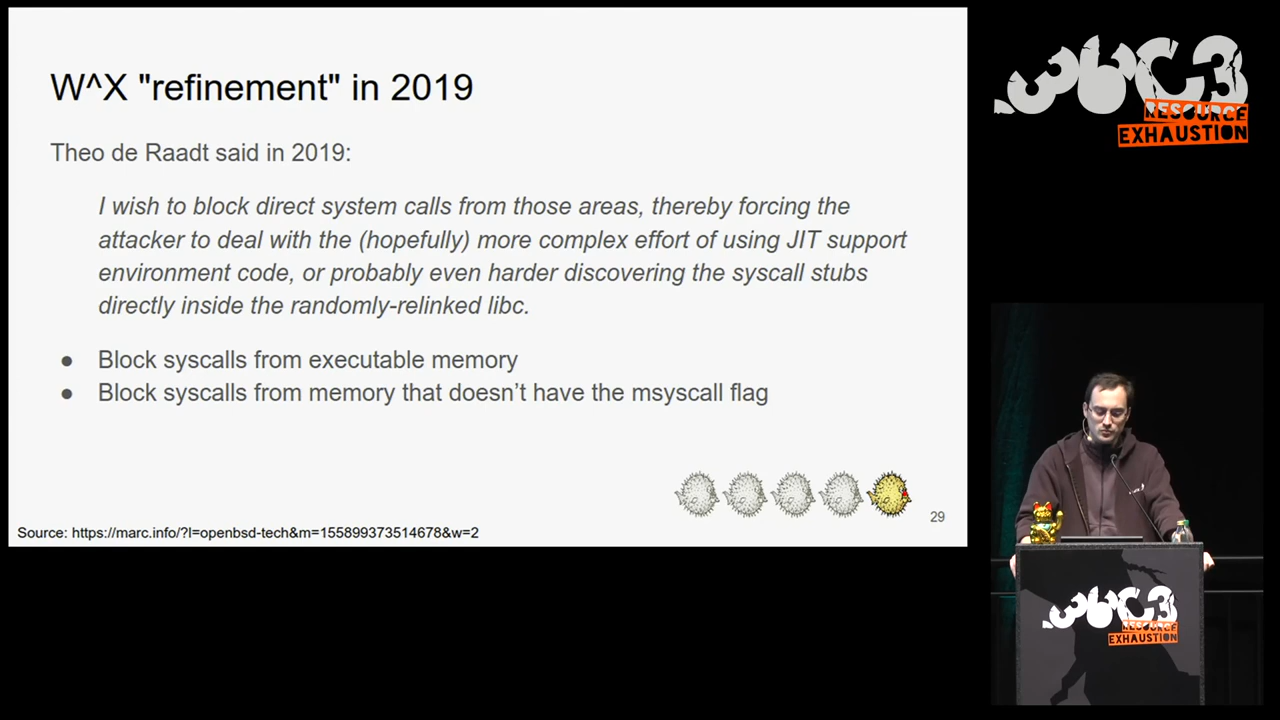 W^X "refinement" in 2019
Theo de Raadt said in 2019:
I wish to block direct system calls from those areas, thereby forcing the
attacker to deal with the (hopefully) more complex effort of using JIT support
environment code, or probably even harder discovering the syscall stubs
directly inside the randomly-relinked libc.
● Block syscalls from executable memory
● Block syscalls from memory that doesn't have the msyscall flag
29
Source: https://marc.info/?l=openbsd-tech&m=155899373514678&w=2
36C3
RESOURCE
EXHAUSTION
36C3
RESOURCE
EXHAUSTION